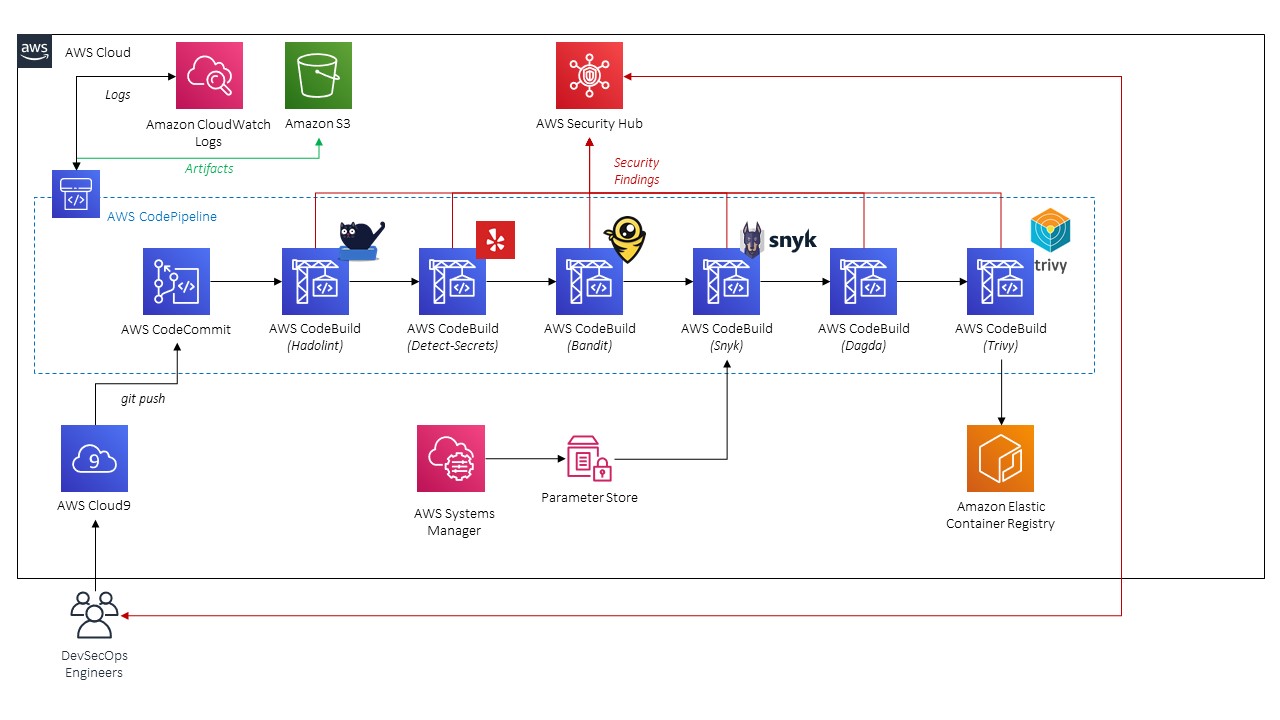 aws
AWS Cloud
Logs
Amazon CloudWatch
Logs
Amazon S3
AWS Security Hub
Artifacts
Security
Findings
AWS CodePipeline
snyk
trivy
AWS CodeCommit
AWS CodeBuild
(Hadolint)
AWS CodeBuild
(Detect-Secrets)
AWS CodeBuild
(Bandit)
AWS CodeBuild
(Snyk)
AWS CodeBuild
(Dagda)
AWS CodeBuild
(Trivy)
git push
9
AWS Cloud9
AWS Systems
Manager
Parameter Store
Amazon Elastic
Container Registry
DevSecOps
Engineers